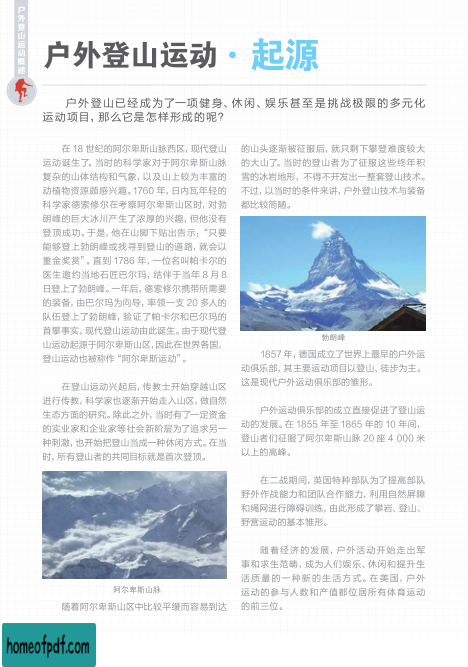 户外登山运动概述
户外登山运动·起源
户外登山已经成为了一项健身、休闲、娱乐甚至是挑战极限的多元化
运动项目，那么它是怎样形成的呢？
在 18 世纪的阿尔卑斯山脉西区，现代登山
运动诞生了。当时的科学家对于阿尔卑斯山脉
复杂的山体结构和气象，以及山上较为丰富的
动植物资源颇感兴趣。1760 年，日内瓦年轻的
科学家德索修尔在考察阿尔卑斯山区时，对勃
朗峰的巨大冰川产生了浓厚的兴趣，但他没有
登顶成功。于是，他在山脚下贴出告示：“只要
能够登上勃朗峰或找到登山的道路，就会以
重金奖赏”。直到 1786 年，一位名叫帕卡尔的
医生邀约当地石匠巴尔玛，结伴于当年 8 月 8
日登上了勃朗峰。一年后，德索修尔携带所需要
的装备，由巴尔玛为向导，率领一支 20 多人的
队伍登上了勃朗峰，验证了帕卡尔和巴尔玛的
首攀事实，现代登山运动由此诞生。由于现代登
山运动起源于阿尔卑斯山区，因此在世界各国，
登山运动也被称作“阿尔卑斯运动”。
在登山运动兴起后，传教士开始穿越山区
进行传教，科学家也逐渐开始走入山区，做自然
生态方面的研究。除此之外，当时有了一定资金
的实业家和企业家等社会新阶层为了追求另一
种刺激，也开始把登山当成一种休闲方式。在当
时，所有登山者的共同目标就是首次登顶。
阿尔卑斯山脉
随着阿尔卑斯山区中比较平缓而容易到达
的山头逐渐被征服后，就只剩下攀登难度较大
的大山了。当时的登山者为了征服这些终年积
雪的冰岩地形，不得不开发出一整套登山技术。
不过，以当时的条件来讲，户外登山技术与装备
都比较简陋。
勃朗峰
1857 年，德国成立了世界上最早的户外运
动俱乐部，其主要运动项目以登山、徒步为主。
这是现代户外运动俱乐部的雏形。
户外运动俱乐部的成立直接促进了登山运
动的发展。在 1855 年至 1865 年的 10 年间，
登山者们征服了阿尔卑斯山脉 20 座 4 000 米
以上的高峰。
在二战期间，英国特种部队为了提高部队
野外作战能力和团队合作能力，利用自然屏障
和绳网进行障碍训练，由此形成了攀岩、登山、
野营运动的基本雏形。
随着经济的发展，户外活动开始走出军
事和求生范畴，成为人们娱乐、休闲和提升生
活质量的一种新的生活方式。在美国，户外
运动的参与人数和产值都位居所有体育运动
的前三位。
homeofpdf.com